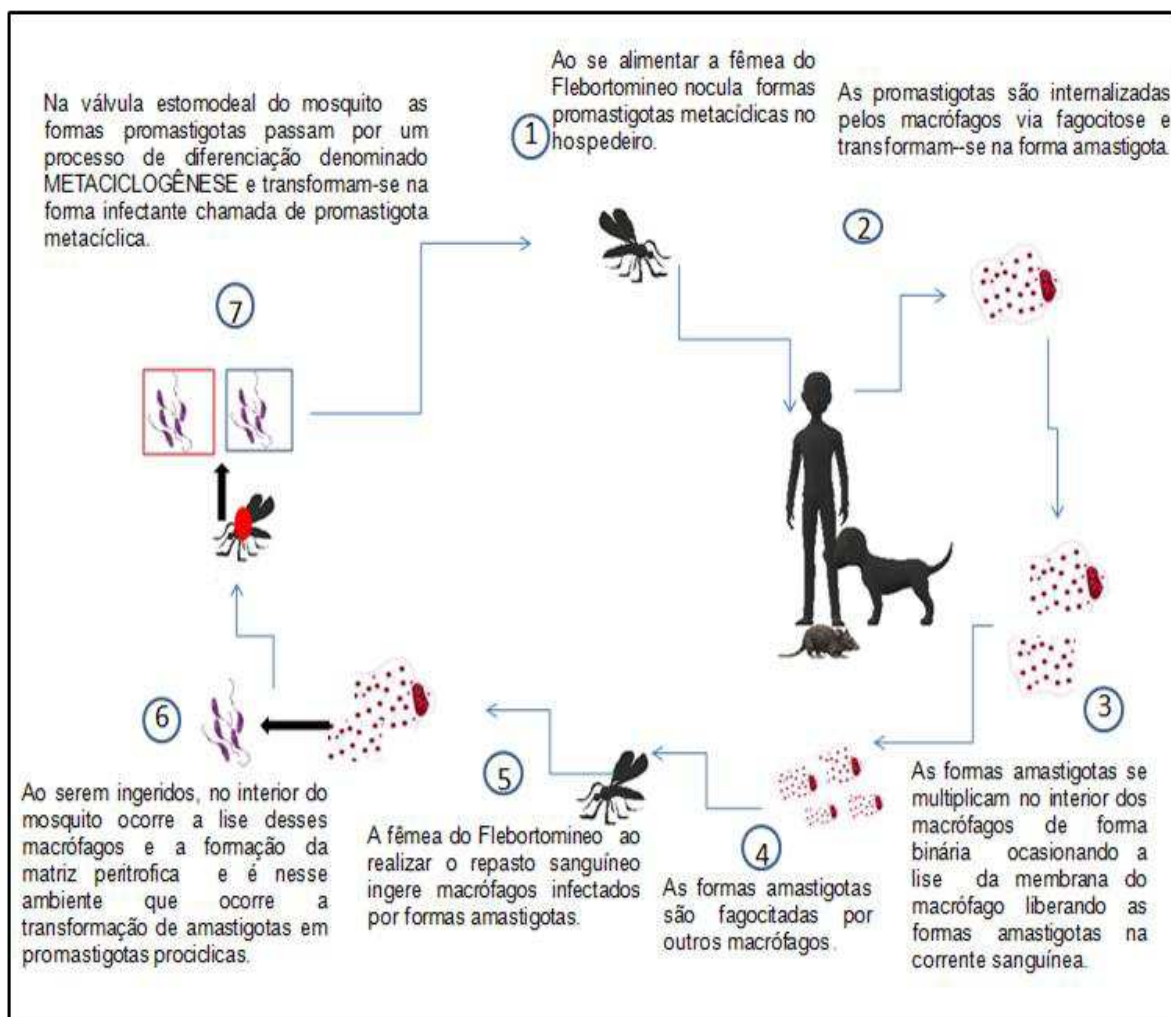 Ao se alimentar a fêmea do
Flebortomineo nocula formas
promastigotas metacíclicas no
hospedeiro.
1
As promastigotas são internalizadas
pelos macrófagos via fagocitose e
transformam--se na forma amastigota.
2
As formas amastigotas se
multiplicam no interior dos
macrófagos de forma
binária ocasionando a
lise da membrana do
macrófago liberando as
formas amastigotas na
corrente sanguínea.
3
As formas amastigotas
são fagocitadas por
outros macrófagos.
4
A fêmea do Flebortomineo ao
realizar o repasto sanguíneo
ingere macrófagos infectados
por formas amastigotas.
5
Ao serem ingeridos, no interior do
mosquito ocorre a lise desses
macrófagos e a formação da
matriz peritrofica e é nesse
ambiente que ocorre a
transformação de amastigotas em
promastigotas prociclicas.
6
Na válvula estomodeal do mosquito as
formas promastigotas passam por um
processo de diferenciação denominado
METACICLOGÊNESE e transformam-se na
forma infectante chamada de promastigota
metacíclica.
7